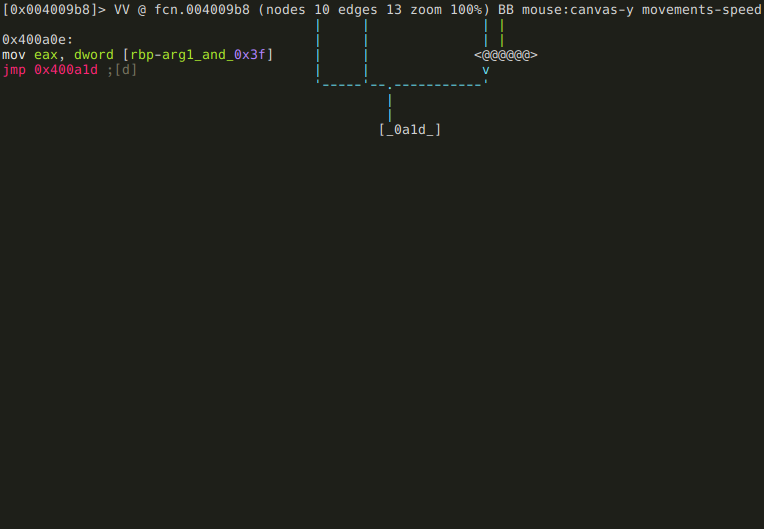 [0x004009b8]> VV @ fcn.004009b8 (nodes 10 edges 13 zoom 100%) BB mouse:canvas-y movements-speed
0x400a0e:
mov eax, dword [rbp-arg1_and_0x3f]
<@@@@@@>
jmp 0x400a1d ;[d]
v
[_0a1d_]